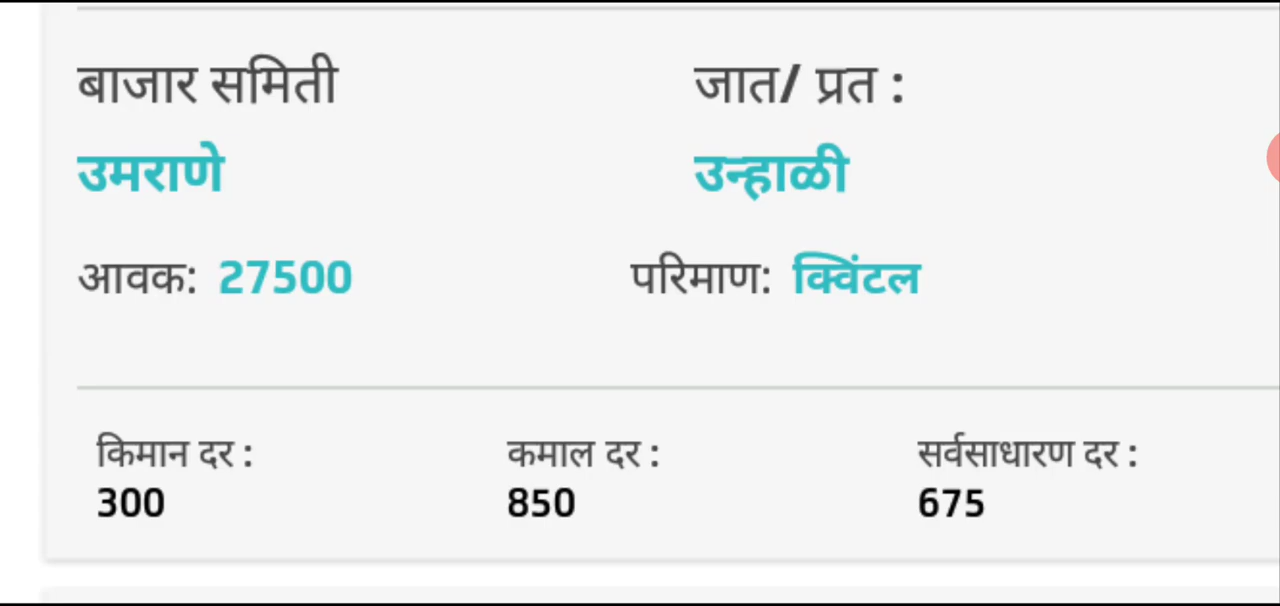 बाजार समिती जात/ प्रत :
उमराणे उन्हाळी
आवक: 27500 परिमाण: क्विंटल
किमान दर : कमाल दर : सर्वसाधारण दर :
300 850 675